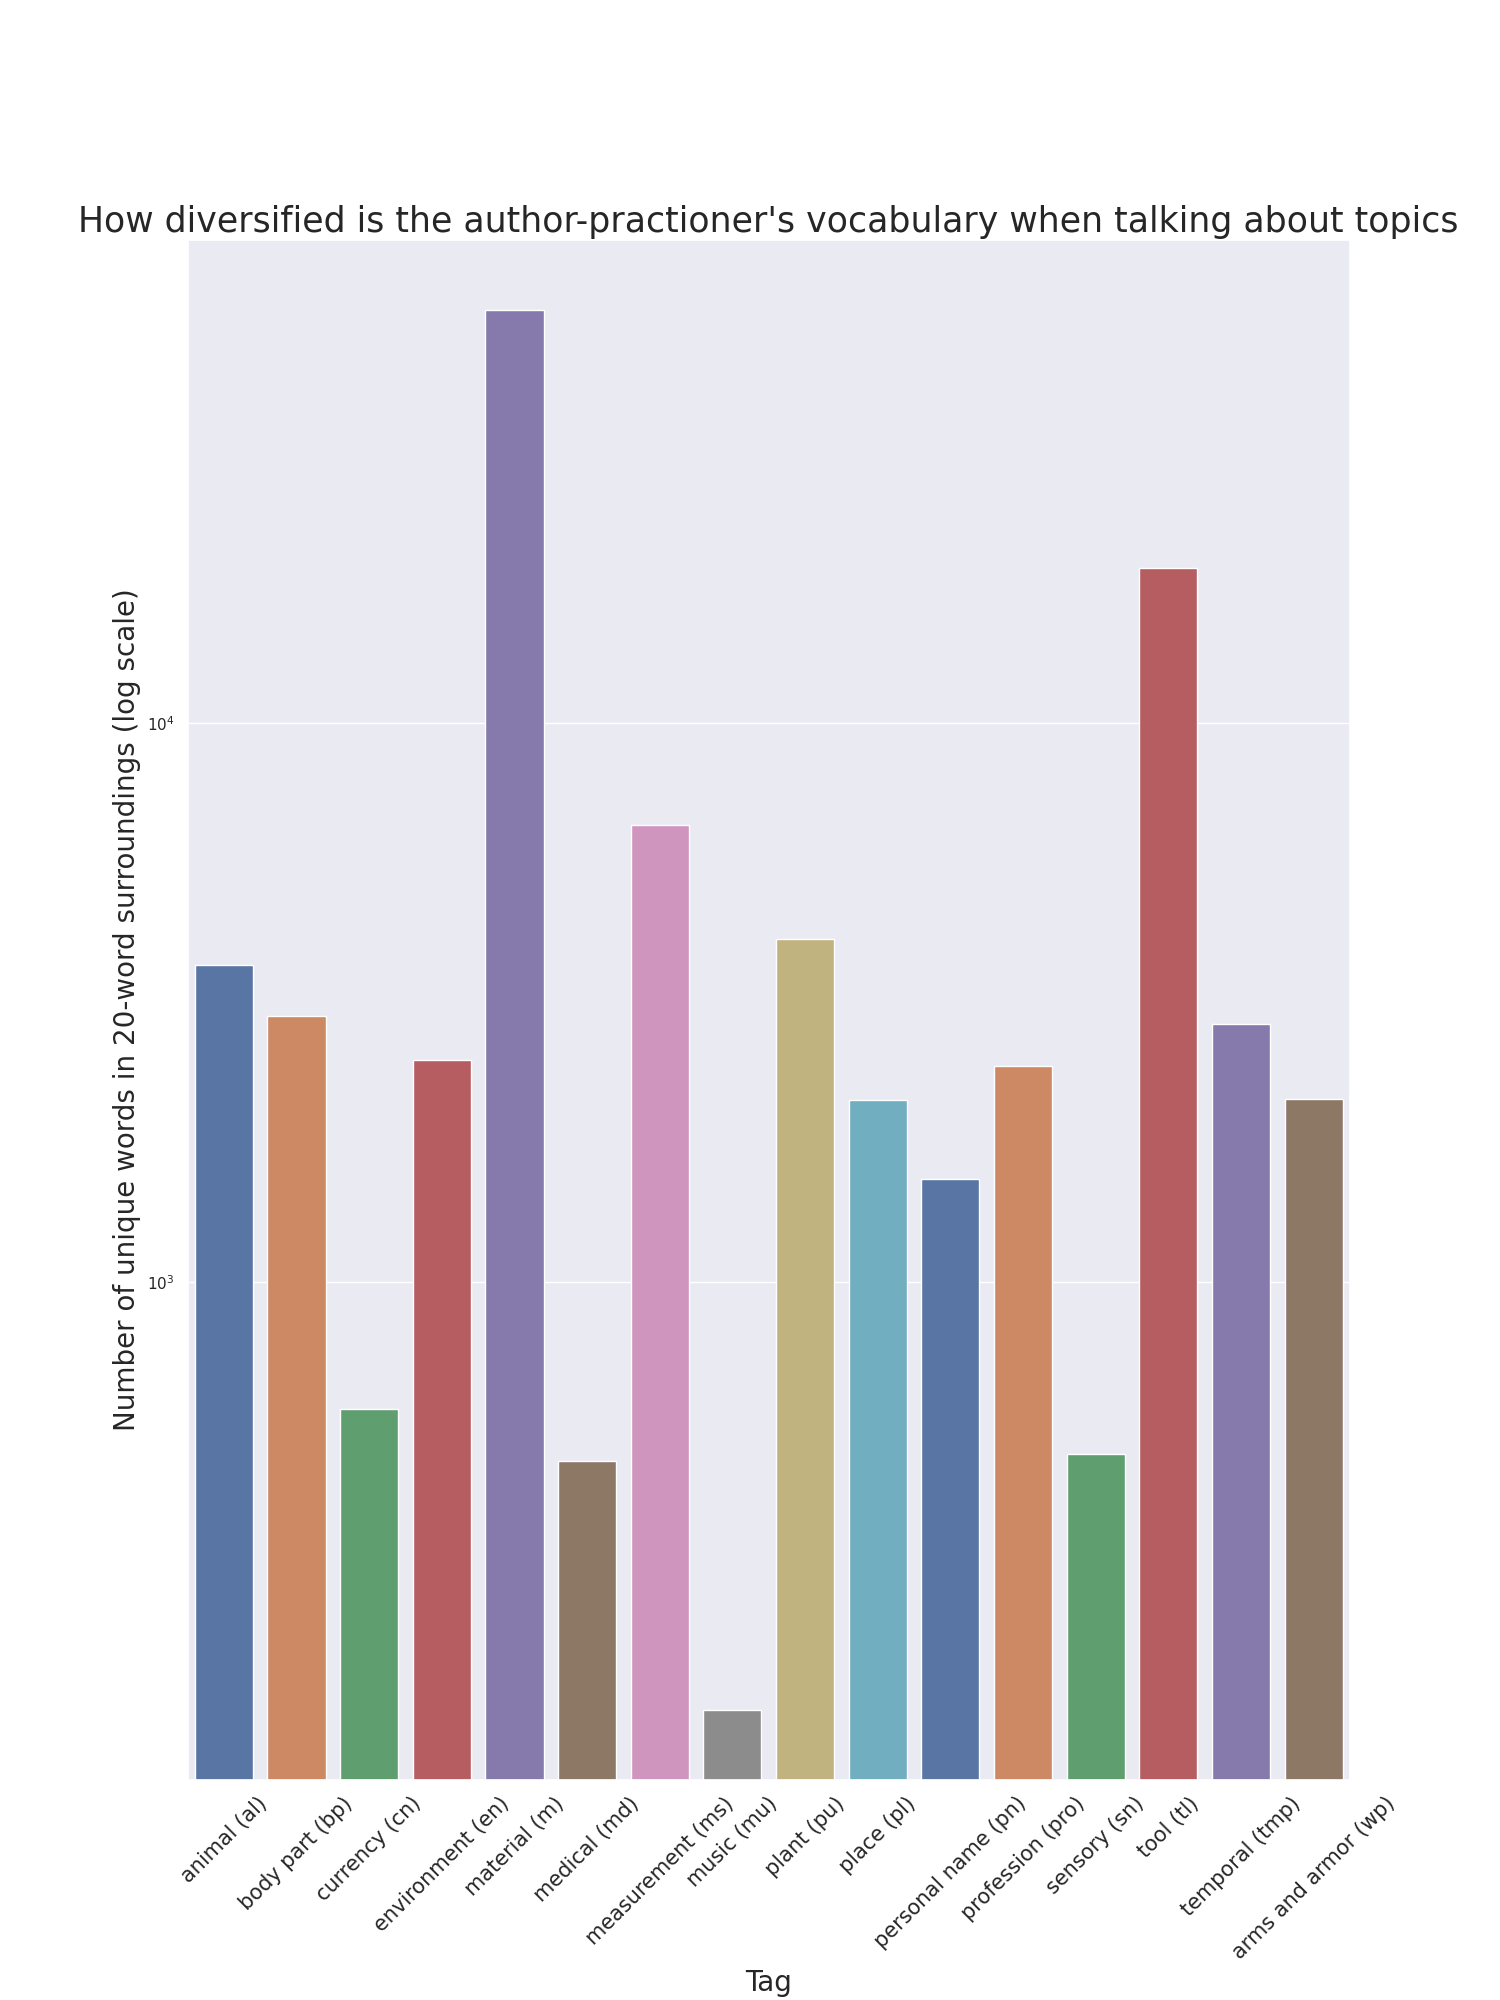 How diversified is the author-practioner's vocabulary when talking about topics
Number of unique words in 20-word surroundings (log scale)
10⁴
10³
animal (al)
body part (bp)
currency (cn)
environment (en)
material (m)
medical (md)
measurement (ms)
music (mu)
plant (pu)
place (pl)
personal name (pn)
profession (pro)
sensory (sn)
tool (tl)
temporal (tmp)
arms and armor (wp)
Tag